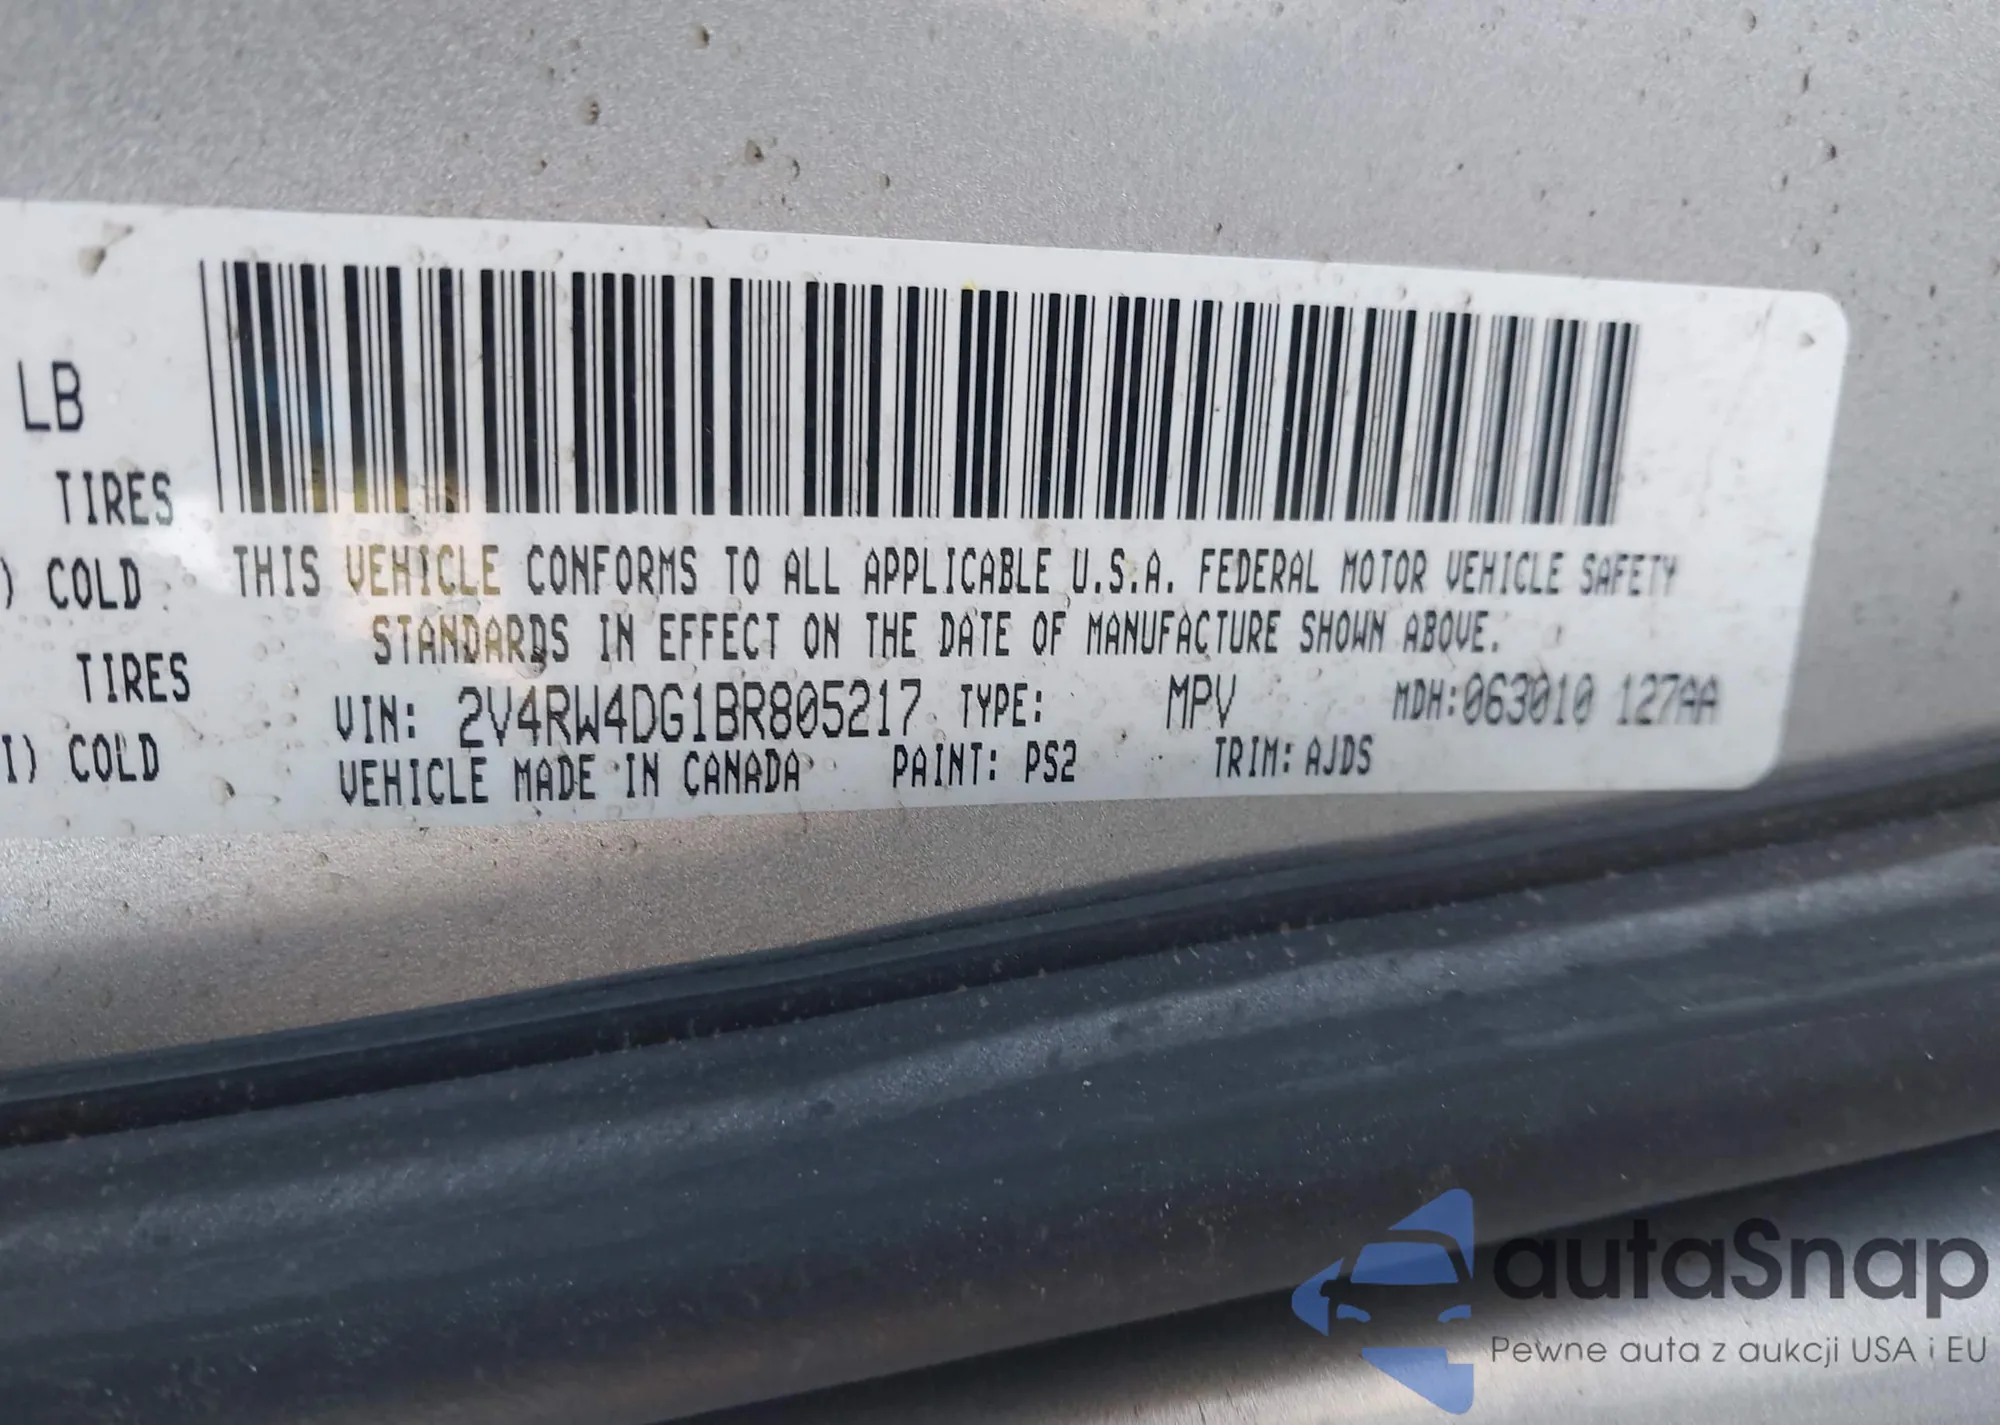 LB
TIRES
) COLD
TIRES
I) COLD
THIS VEHICLE CONFORMS TO ALL APPLICABLE U.S.A. FEDERAL MOTOR VEHICLE SAFETY
STANDARDS IN EFFECT ON THE DATE OF MANUFACTURE SHOWN ABOVE.
VIN: 2V4RW4DG1BR805217 TYPE: MPV MDH:063010 127AA
VEHICLE MADE IN CANADA PAINT: PS2 TRIM: AJDS
autaSnap
Pewne auta z aukcji USA i EU